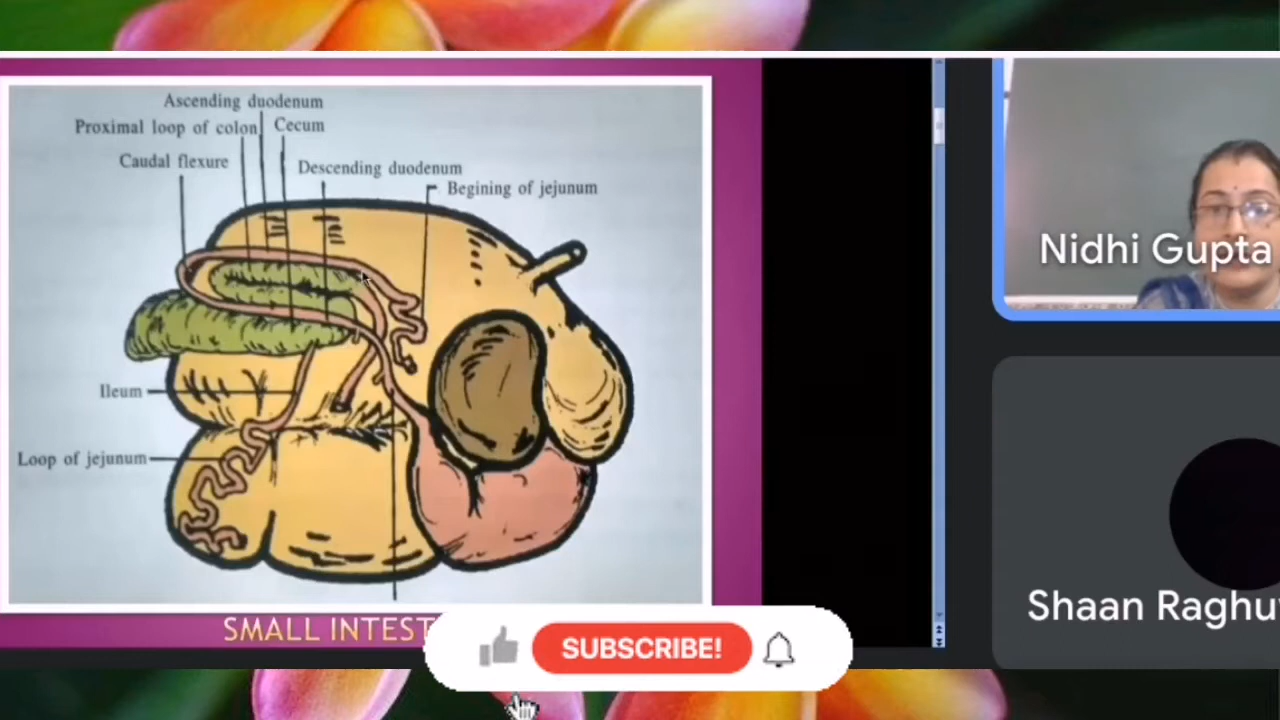 Ascending duodenum
Proximal loop of colon
Cecum
Caudal flexure
Descending duodenum
Begining of jejunum
Ileum
Loop of jejunum
SMALL INTEST
SUBSCRIBE!
Nidhi Gupta
Shaan Raghu